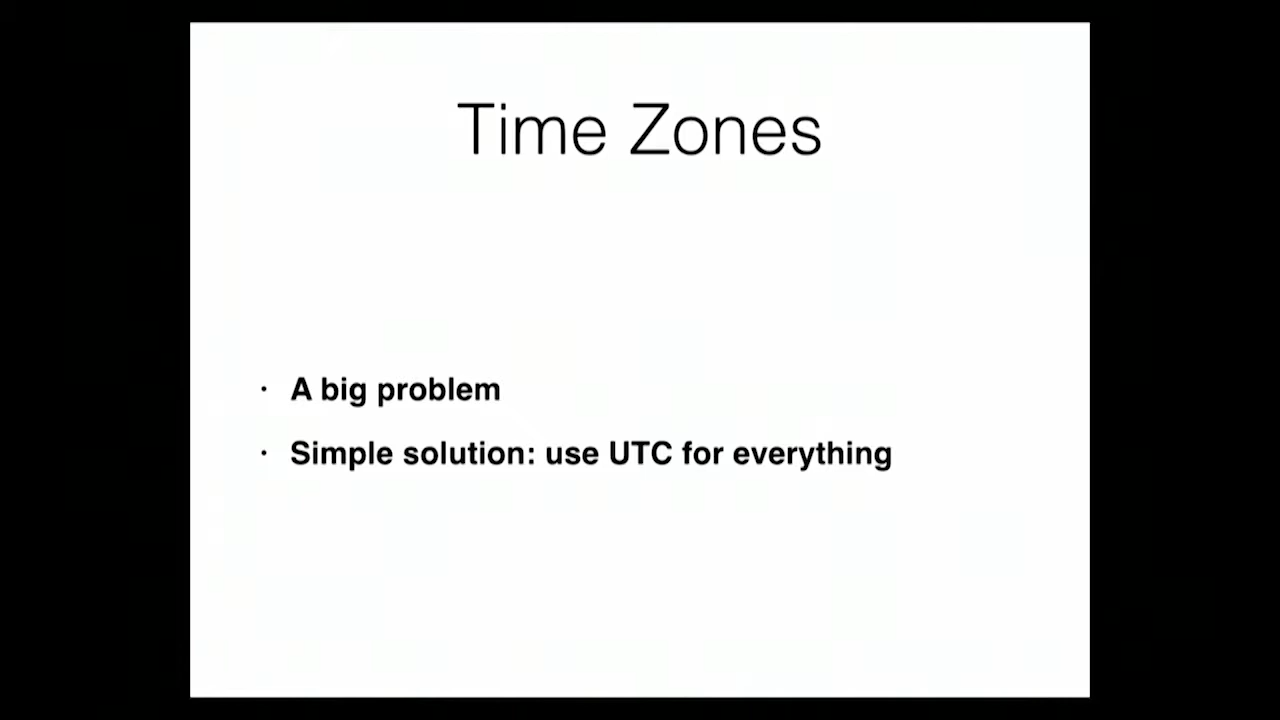 Time Zones
· A big problem
· Simple solution: use UTC for everything